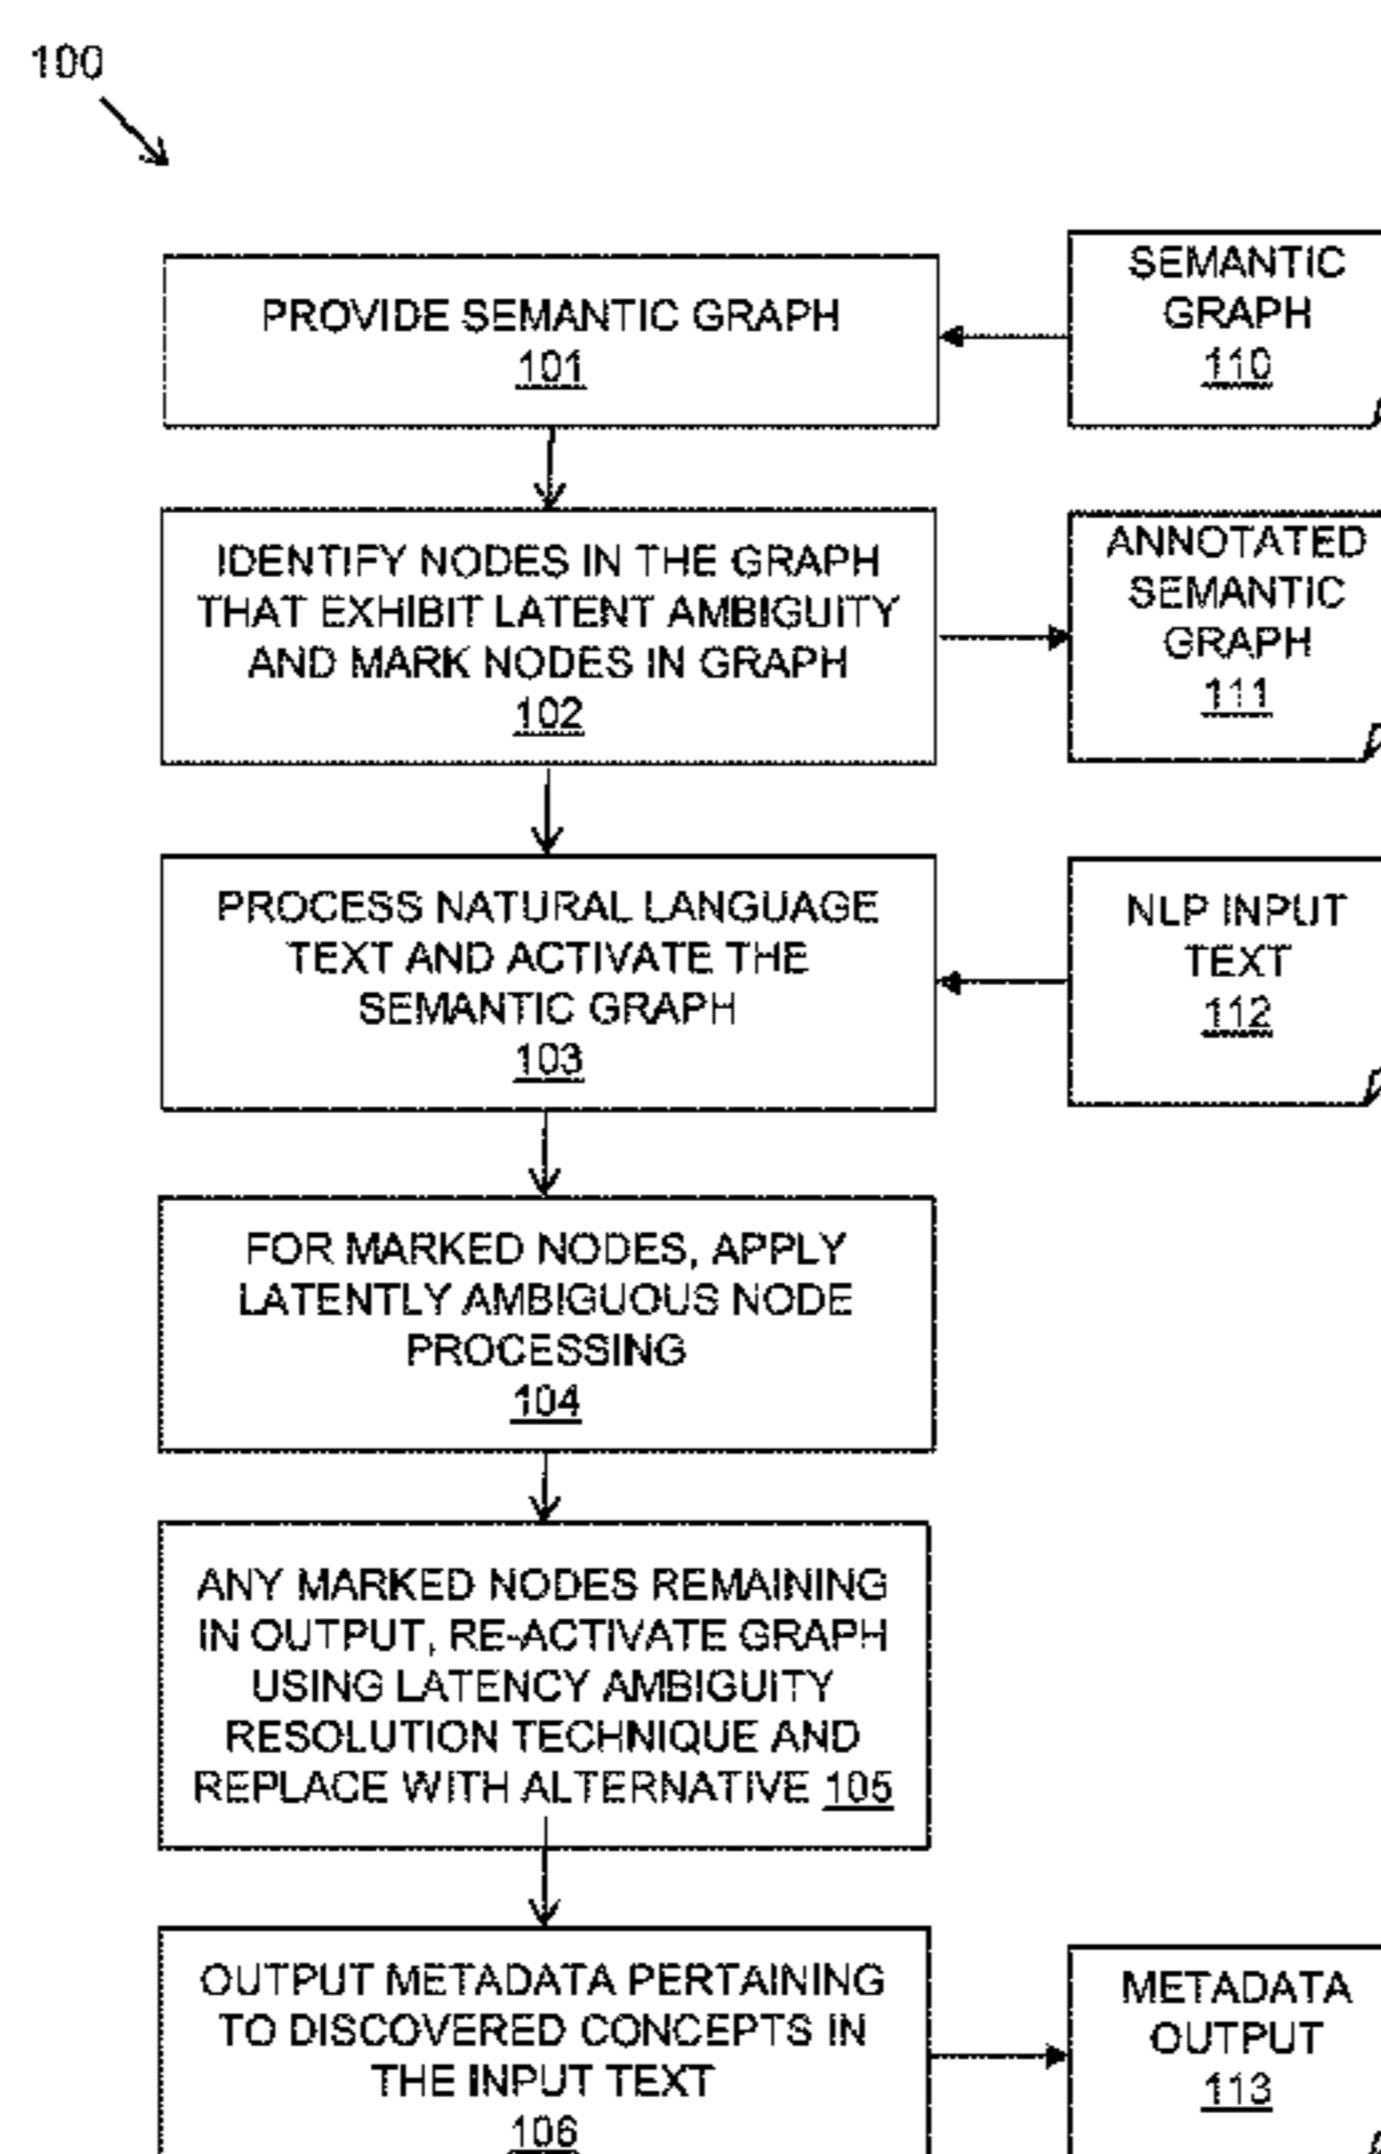 100
PROVIDE SEMANTIC GRAPH
101
SEMANTIC
GRAPH
110
IDENTIFY NODES IN THE GRAPH
THAT EXHIBIT LATENT AMBIGUITY
AND MARK NODES IN GRAPH
102
ANNOTATED
SEMANTIC
GRAPH
111
PROCESS NATURAL LANGUAGE
TEXT AND ACTIVATE THE
SEMANTIC GRAPH
103
NLP INPUT
TEXT
112
FOR MARKED NODES, APPLY
LATENTLY AMBIGUOUS NODE
PROCESSING
104
ANY MARKED NODES REMAINING
IN OUTPUT, RE-ACTIVATE GRAPH
USING LATENCY AMBIGUITY
RESOLUTION TECHNIQUE AND
REPLACE WITH ALTERNATIVE 105
OUTPUT METADATA PERTAINING
TO DISCOVERED CONCEPTS IN
THE INPUT TEXT
106
METADATA
OUTPUT
113